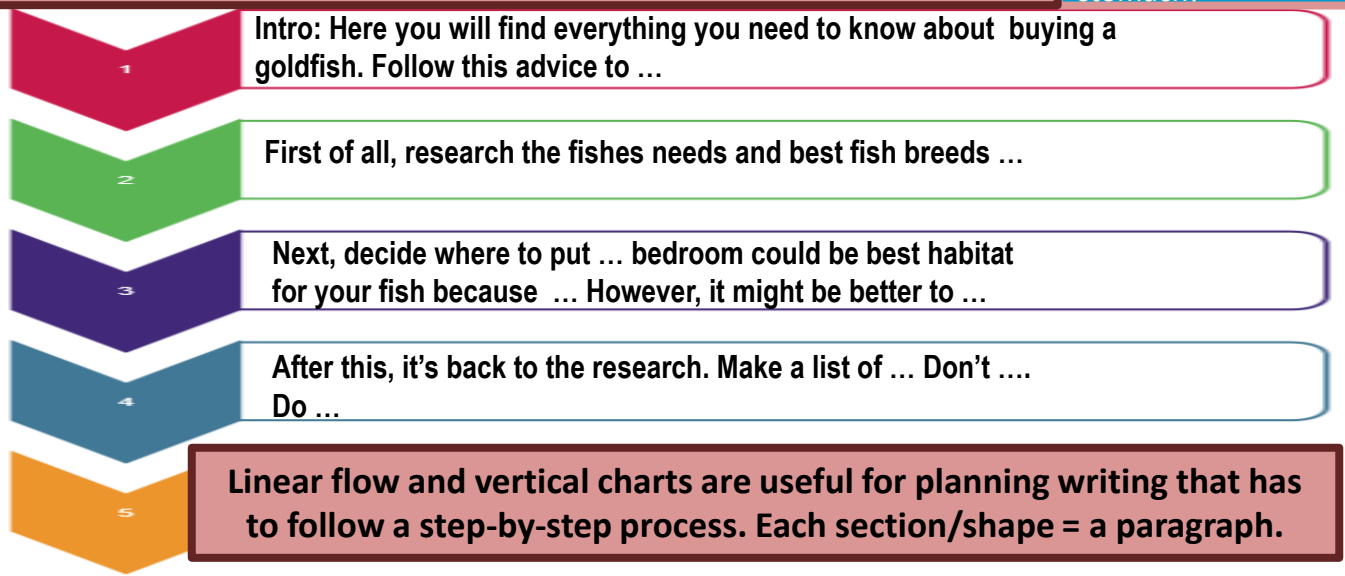 1
Intro: Here you will find everything you need to know about buying a
goldfish. Follow this advice to …
2
First of all, research the fishes needs and best fish breeds …
3
Next, decide where to put … bedroom could be best habitat
for your fish because … However, it might be better to …
4
After this, it’s back to the research. Make a list of … Don’t ….
Do …
5
Linear flow and vertical charts are useful for planning writing that has
to follow a step-by-step process. Each section/shape = a paragraph.